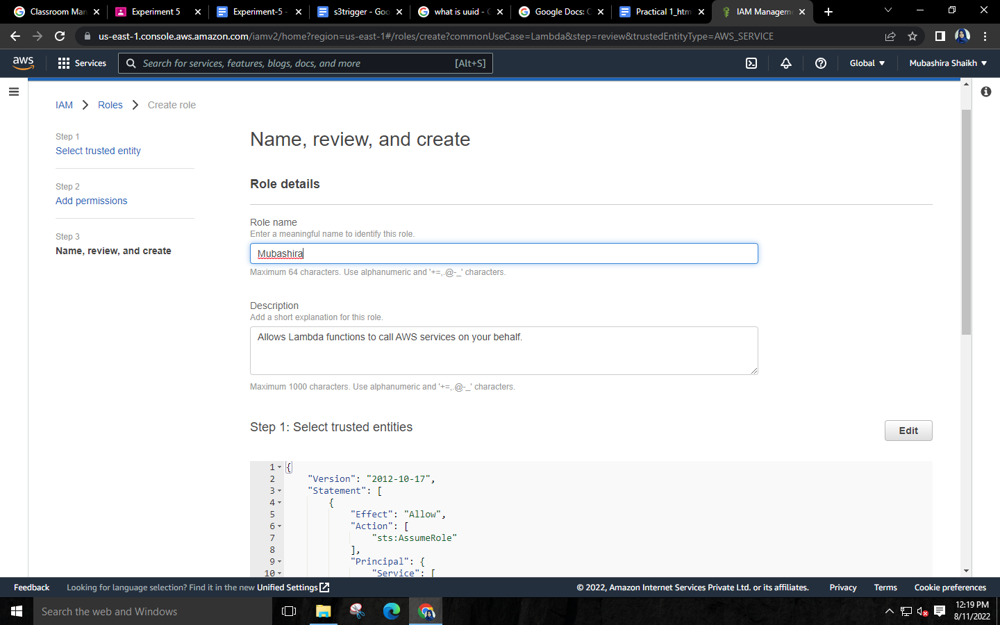 Classroom Man
Experiment 5
Experiment-5 -
s3trigger - Goo
what is uuid - G
Google Docs: C
Practical 1_htm
IAM Managem
us-east-1.console.aws.amazon.com/iamv2/home?region=us-east-1#/roles/create?commonUseCase=Lambda&step=review&trustedEntityType=AWS_SERVICE
aws
Services
Search for services, features, blogs, docs, and more
[Alt+S]
Global
Mubashira Shaikh
IAM
Roles
Create role
Step 1
Select trusted entity
Step 2
Add permissions
Step 3
Name, review, and create
Name, review, and create
Role details
Role name
Enter a meaningful name to identify this role.
Mubashira
Maximum 64 characters. Use alphanumeric and '+=,.@-_' characters.
Description
Add a short explanation for this role.
Allows Lambda functions to call AWS services on your behalf.
Maximum 1000 characters. Use alphanumeric and '+=,.@-_' characters.
Step 1: Select trusted entities
Edit
1 {
2 "Version": "2012-10-17",
3 "Statement": [
4 {
5 "Effect": "Allow",
6 "Action": [
7 "sts:AssumeRole"
8 ],
9 "Principal": {
10 "Service": [
Feedback
Looking for language selection? Find it in the new Unified Settings
© 2022, Amazon Internet Services Private Ltd. or its affiliates.
Privacy
Terms
Cookie preferences
Search the web and Windows
12:19 PM
8/11/2022